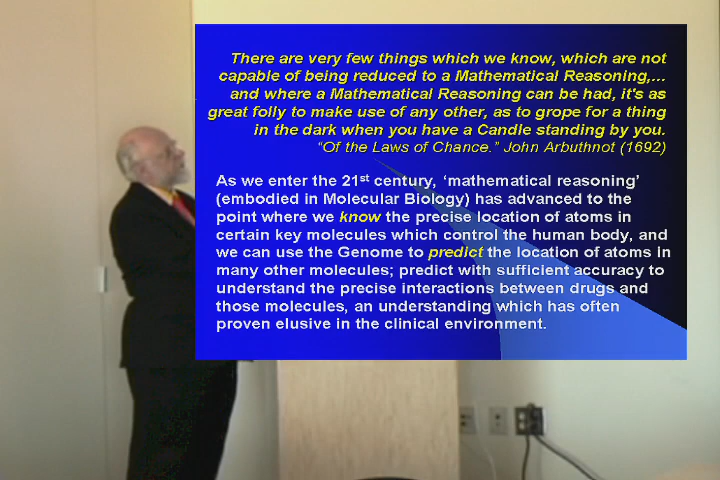 There are very few things which we know, which are not
capable of being reduced to a Mathematical Reasoning,...
and where a Mathematical Reasoning can be had, it's as
great folly to make use of any other, as to grope for a thing
in the dark when you have a Candle standing by you.
"Of the Laws of Chance." John Arbuthnot (1692)
As we enter the 21st century, ‘mathematical reasoning’
(embodied in Molecular Biology) has advanced to the
point where we know the precise location of atoms in
certain key molecules which control the human body, and
we can use the Genome to predict the location of atoms in
many other molecules; predict with sufficient accuracy to
understand the precise interactions between drugs and
those molecules, an understanding which has often
proven elusive in the clinical environment.